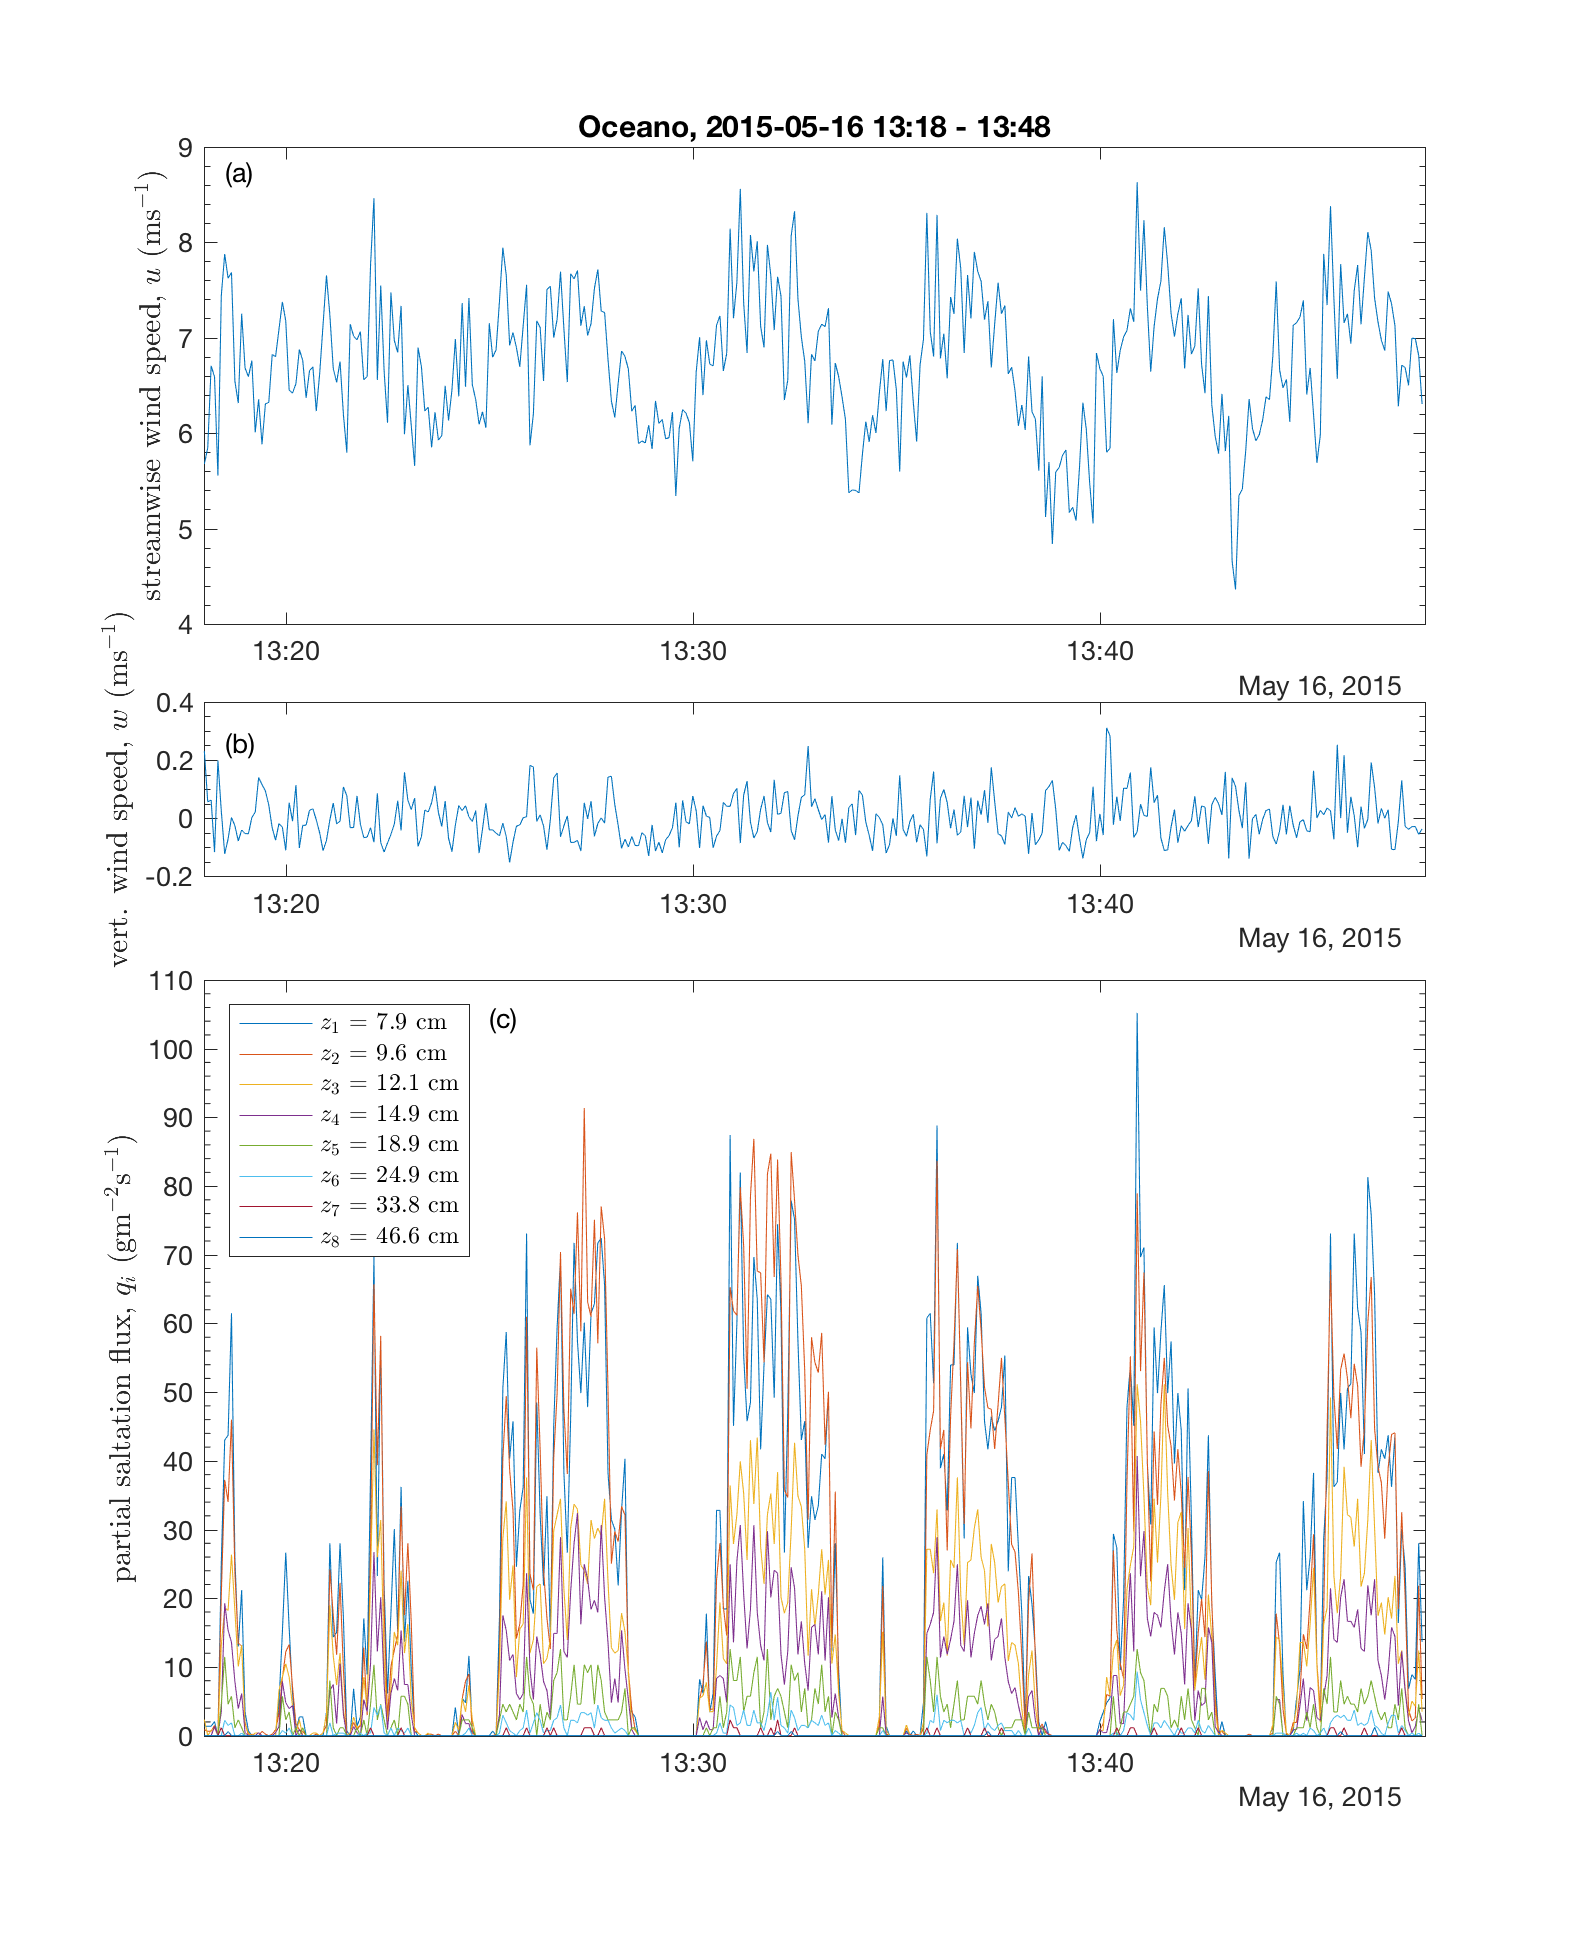 Oceano, 2015-05-16 13:18 - 13:48
(a)
streamwise wind speed, u (ms⁻¹)
9
8
7
6
5
4
13:20 13:30 13:40
May 16, 2015
(b)
vert. wind speed, w (ms⁻¹)
0.4
0.2
0
-0.2
13:20 13:30 13:40
May 16, 2015
(c)
partial saltation flux, qᵢ (gm⁻²s⁻¹)
110
100
90
80
70
60
50
40
30
20
10
0
z₁ = 7.9 cm
z₂ = 9.6 cm
z₃ = 12.1 cm
z₄ = 14.9 cm
z₅ = 18.9 cm
z₆ = 24.9 cm
z₇ = 33.8 cm
z₈ = 46.6 cm
13:20 13:30 13:40
May 16, 2015